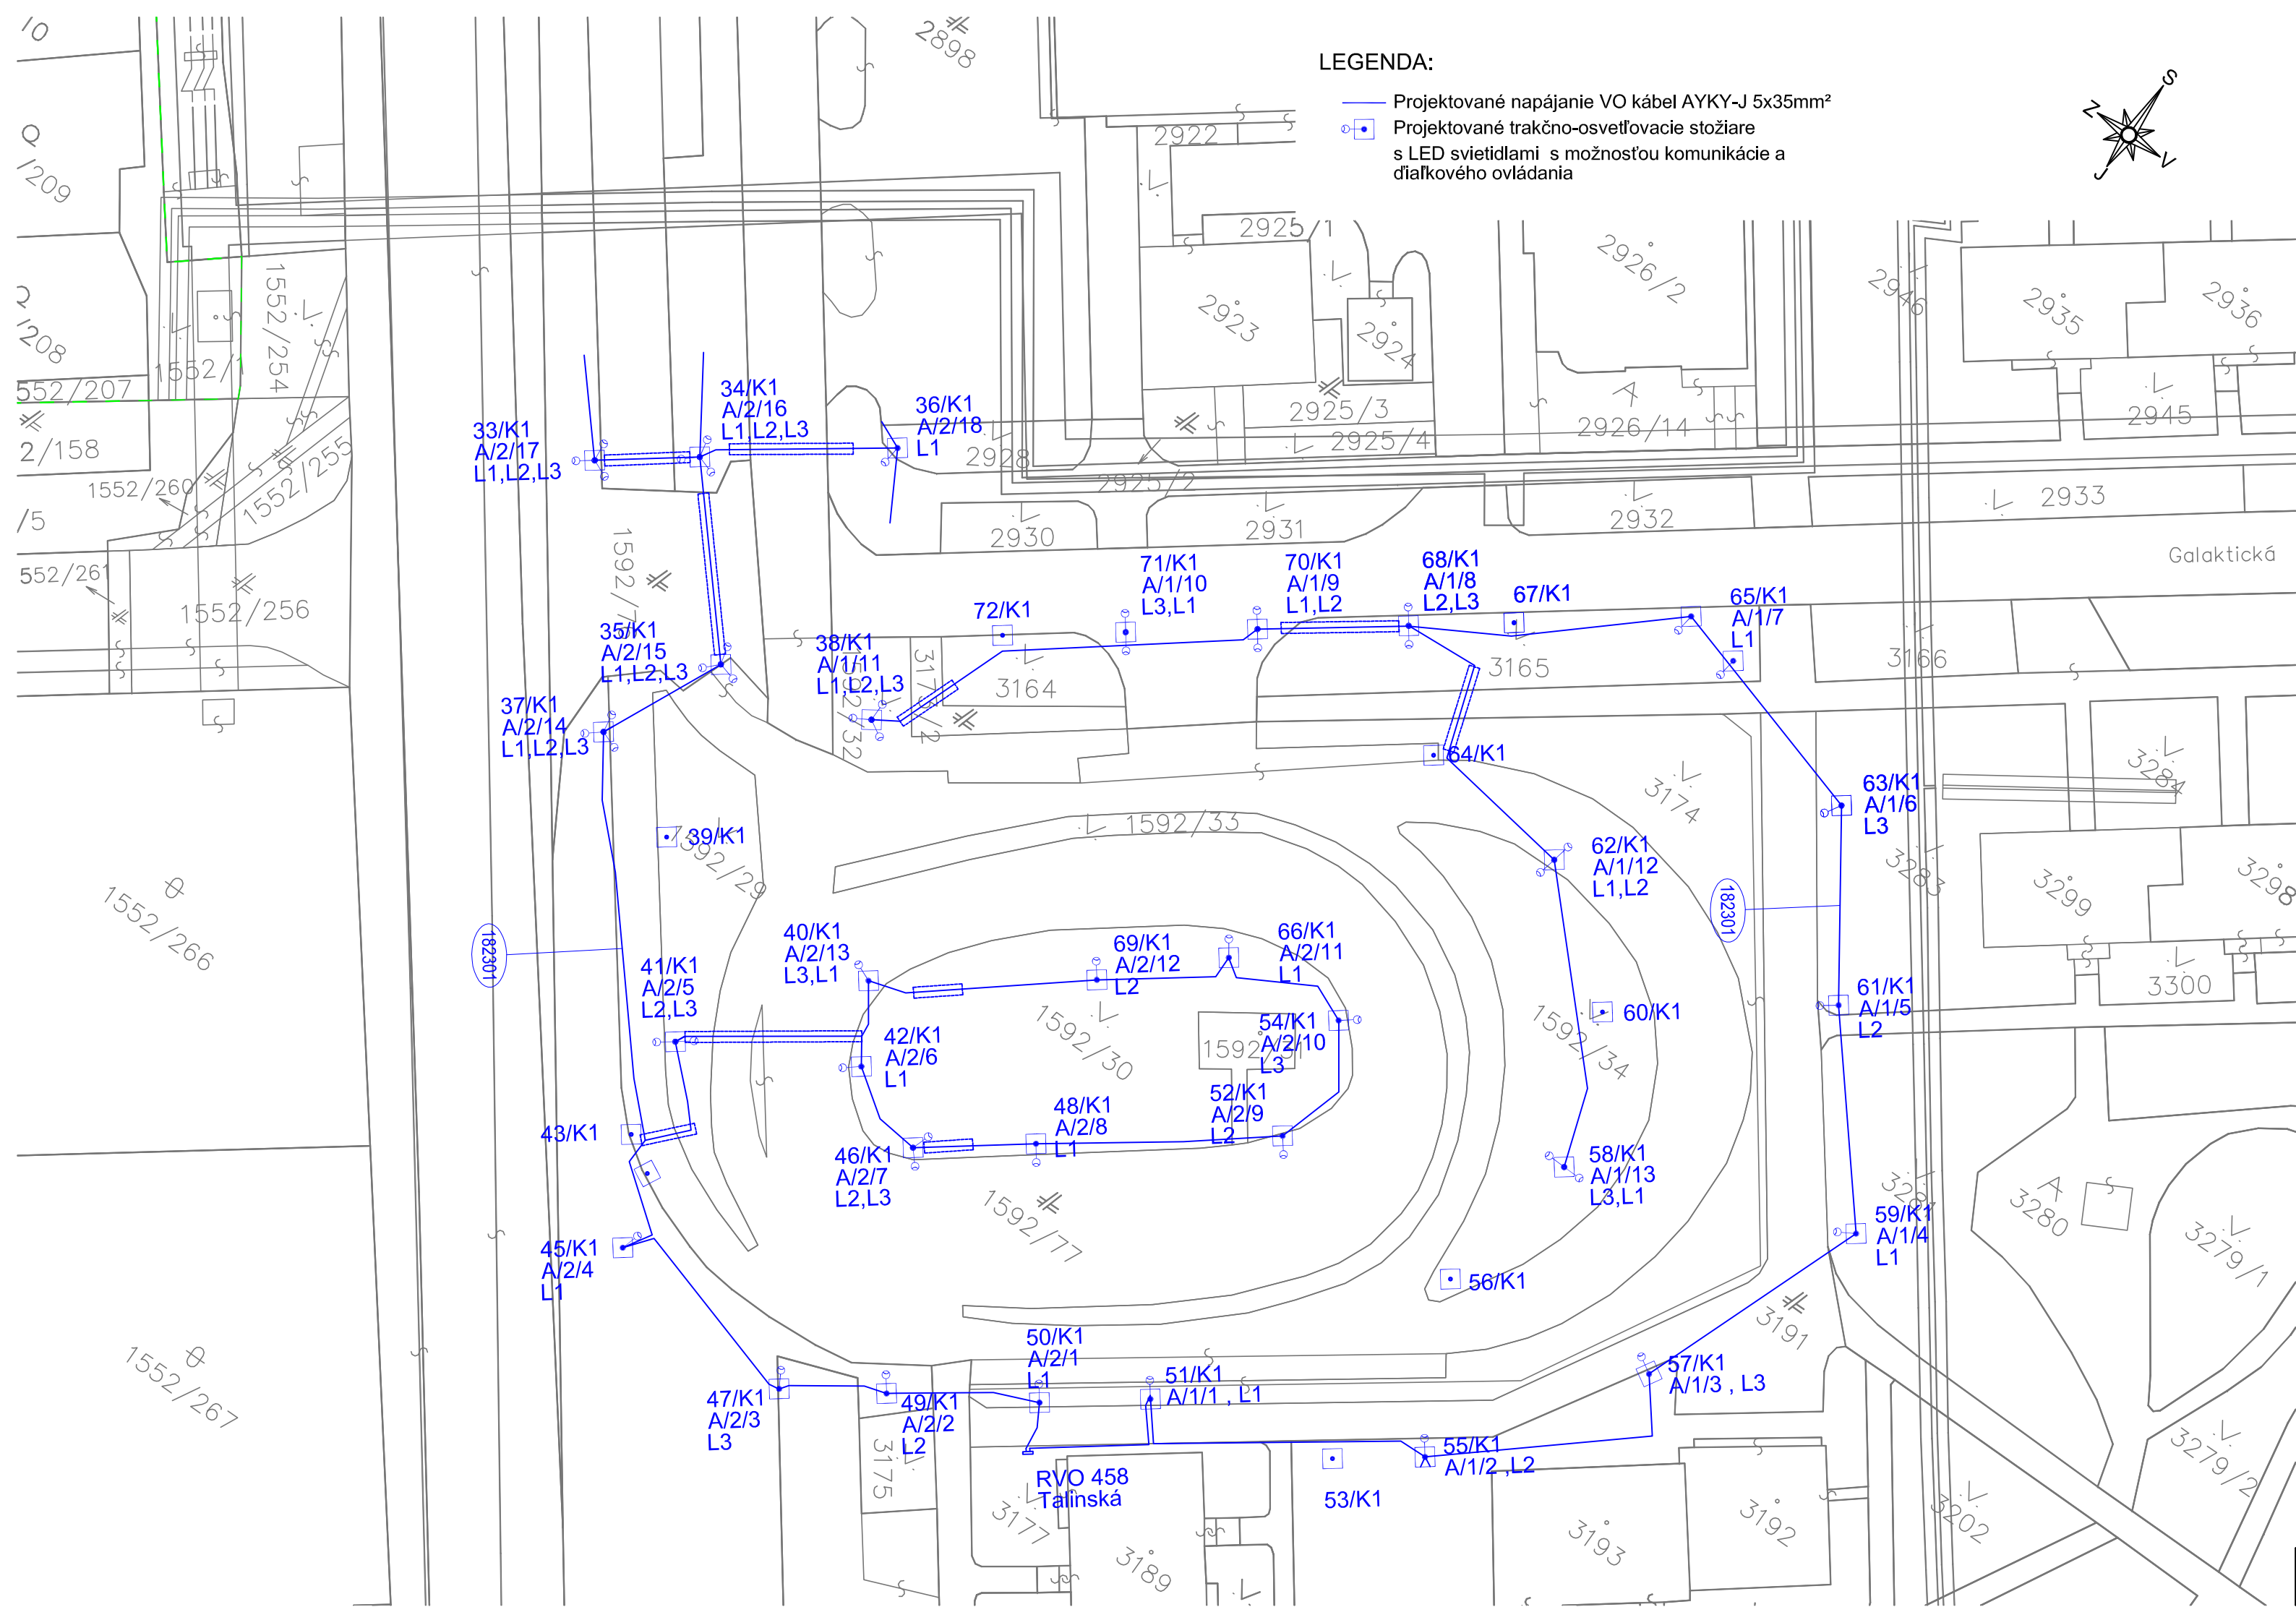 LEGENDA:
Projektované napájanie VO kábel AYKY-J 5x35mm²
Projektované trakčno-osvetľovacie stožiare
s LED svietidlami s možnosťou komunikácie a
diaľkového ovládania
S
Z
V
J
2898
2922
2925/1
2923
2924
2926/2
2946
2935
2936
2945
/209
/208
1552/254
1552/1
552/207
2/158
1552/260
1552/255
/5
552/261
1552/256
2925/3
2925/4
2926/14
2928
2925/2
2930
2931
2932
2933
Galaktická
34/K1
A/2/16
L1,L2,L3
36/K1
A/2/18
L1
33/K1
A/2/17
L1,L2,L3
71/K1
A/1/10
L3,L1
70/K1
A/1/9
L1,L2
68/K1
A/1/8
L2,L3
67/K1
65/K1
A/1/7
L1
72/K1
35/K1
A/2/15
L1,L2,L3
38/K1
A/1/11
L1,L2,L3
37/K1
A/2/14
L1,L2,L3
3164
3165
3166
64/K1
3174
3284
63/K1
A/1/6
L3
39/K1
1592/33
62/K1
A/1/12
L1,L2
3283
3299
3298
3300
1552/266
182301
182301
40/K1
A/2/13
L3,L1
69/K1
A/2/12
L2
66/K1
A/2/11
L1
41/K1
A/2/5
L2,L3
61/K1
A/1/5
L2
42/K1
A/2/6
L1
1592/30
54/K1
A/2/10
L3
60/K1
1592/34
52/K1
A/2/9
L2
48/K1
A/2/8
L1
43/K1
46/K1
A/2/7
L2,L3
58/K1
A/1/13
L3,L1
1592/77
59/K1
A/1/4
L1
3280
3279/1
45/K1
A/2/4
L1
56/K1
3191
1552/267
50/K1
A/2/1
L1
51/K1
A/1/1 , L1
57/K1
A/1/3 , L3
47/K1
A/2/3
L3
49/K1
A/2/2
L2
55/K1
A/1/2 ,L2
53/K1
RVO 458
Talinská
3175
3177
3189
3193
3192
3202
3279/2